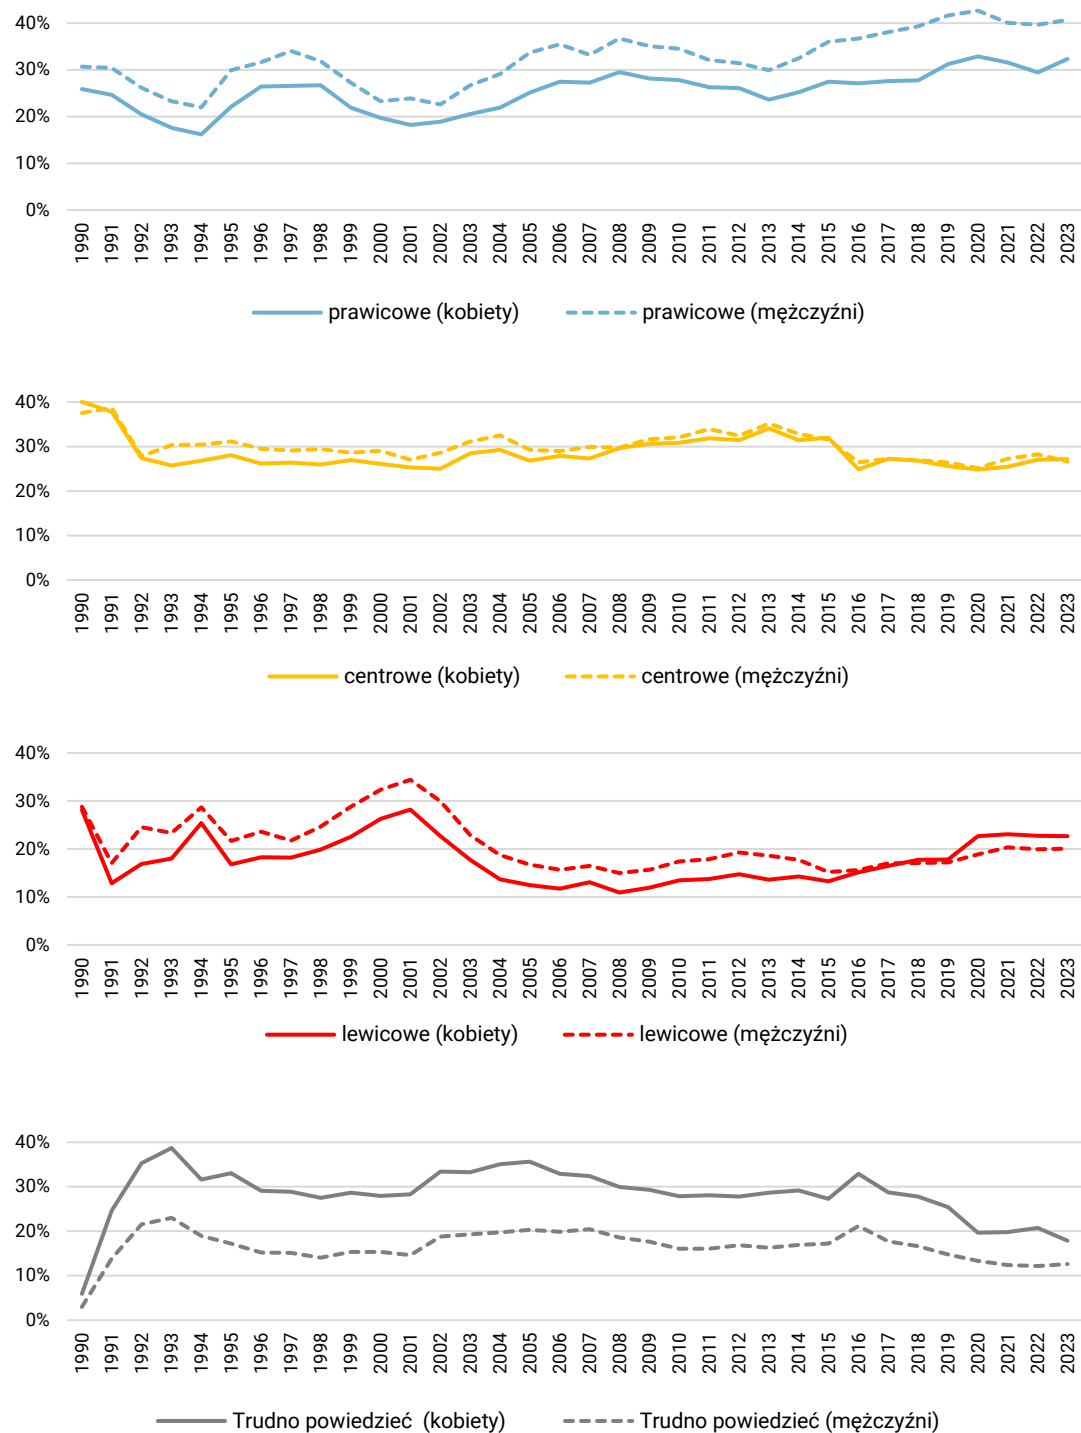 40%
30%
20%
10%
0%
1990 1991 1992 1993 1994 1995 1996 1997 1998 1999 2000 2001 2002 2003 2004 2005 2006 2007 2008 2009 2010 2011 2012 2013 2014 2015 2016 2017 2018 2019 2020 2021 2022 2023
prawicowe (kobiety) prawicowe (mężczyźni)
40%
30%
20%
10%
0%
1990 1991 1992 1993 1994 1995 1996 1997 1998 1999 2000 2001 2002 2003 2004 2005 2006 2007 2008 2009 2010 2011 2012 2013 2014 2015 2016 2017 2018 2019 2020 2021 2022 2023
centrowe (kobiety) centrowe (mężczyźni)
40%
30%
20%
10%
0%
1990 1991 1992 1993 1994 1995 1996 1997 1998 1999 2000 2001 2002 2003 2004 2005 2006 2007 2008 2009 2010 2011 2012 2013 2014 2015 2016 2017 2018 2019 2020 2021 2022 2023
lewicowe (kobiety) lewicowe (mężczyźni)
40%
30%
20%
10%
0%
1990 1991 1992 1993 1994 1995 1996 1997 1998 1999 2000 2001 2002 2003 2004 2005 2006 2007 2008 2009 2010 2011 2012 2013 2014 2015 2016 2017 2018 2019 2020 2021 2022 2023
Trudno powiedzieć (kobiety) Trudno powiedzieć (mężczyźni)